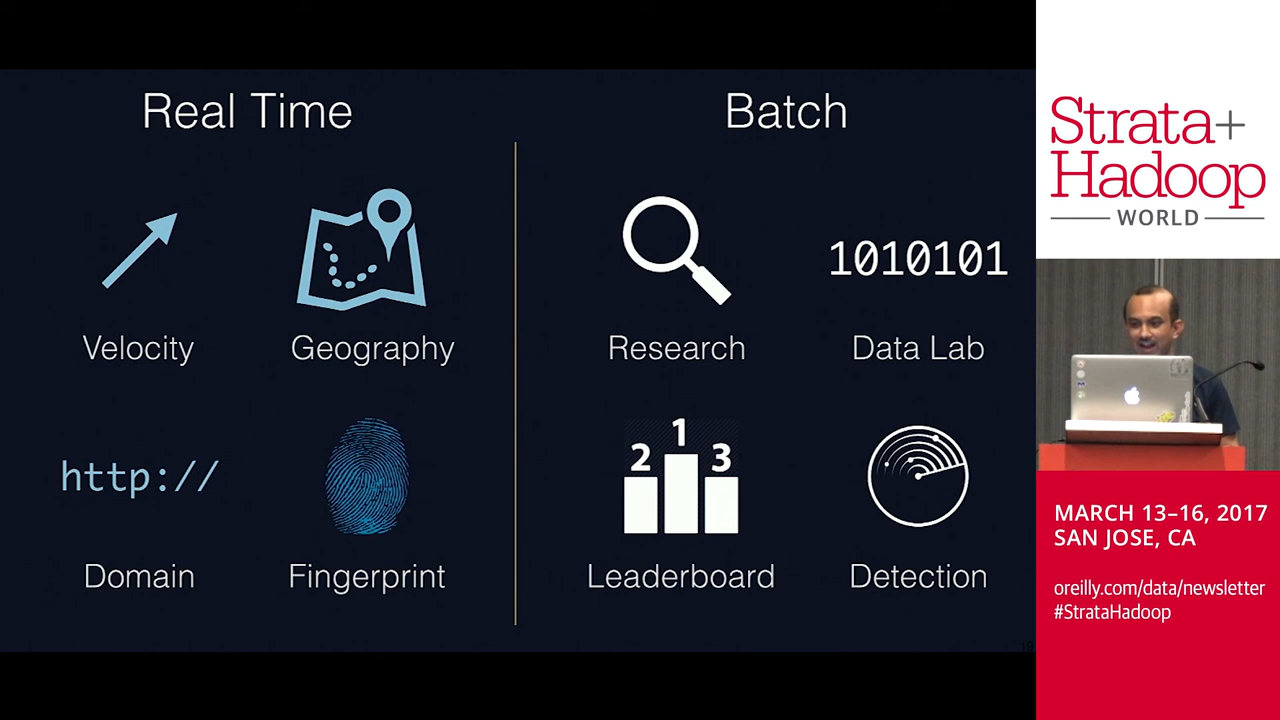 Real Time
Batch
Velocity
Geography
1010101
Research
Data Lab
http://
2
1
3
Domain
Fingerprint
Leaderboard
Detection
Strata+
Hadoop
WORLD
MARCH 13–16, 2017
SAN JOSE, CA
oreilly.com/data/newsletter
#StrataHadoop